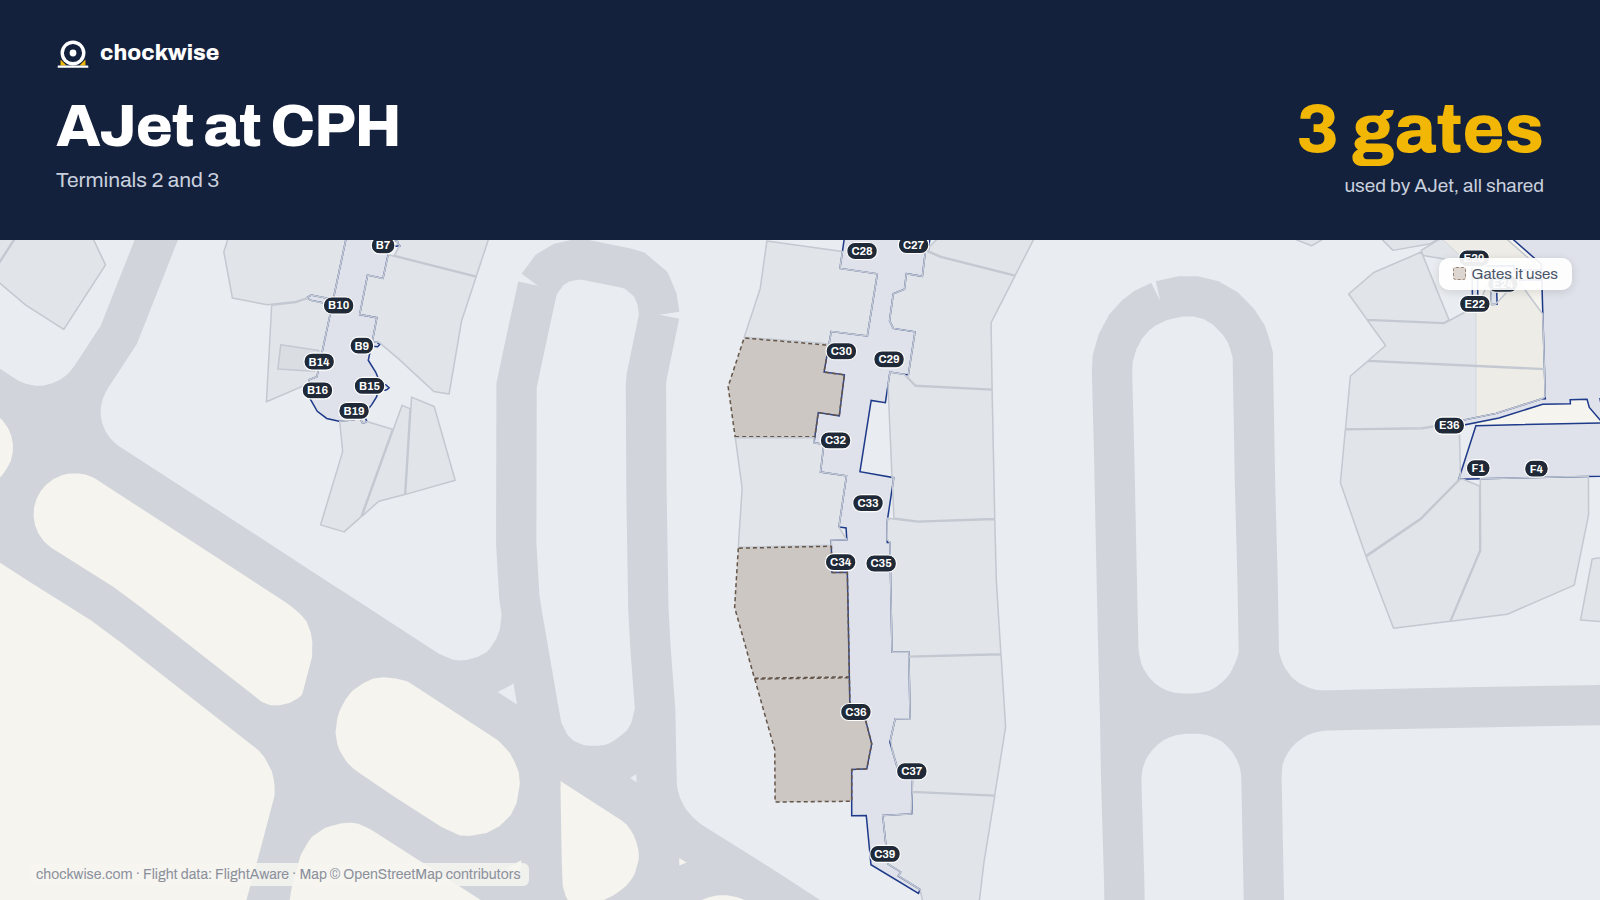 chockwise
AJet at CPH
Terminals 2 and 3
3 gates
used by AJet, all shared
B7
C28
C27
E20
Gates it uses
E22
B10
B9
C30
C29
B14
B16
B15
B19
E36
C32
F1
F4
C33
C34
C35
C36
C37
C39
chockwise.com · Flight data: FlightAware · Map © OpenStreetMap contributors